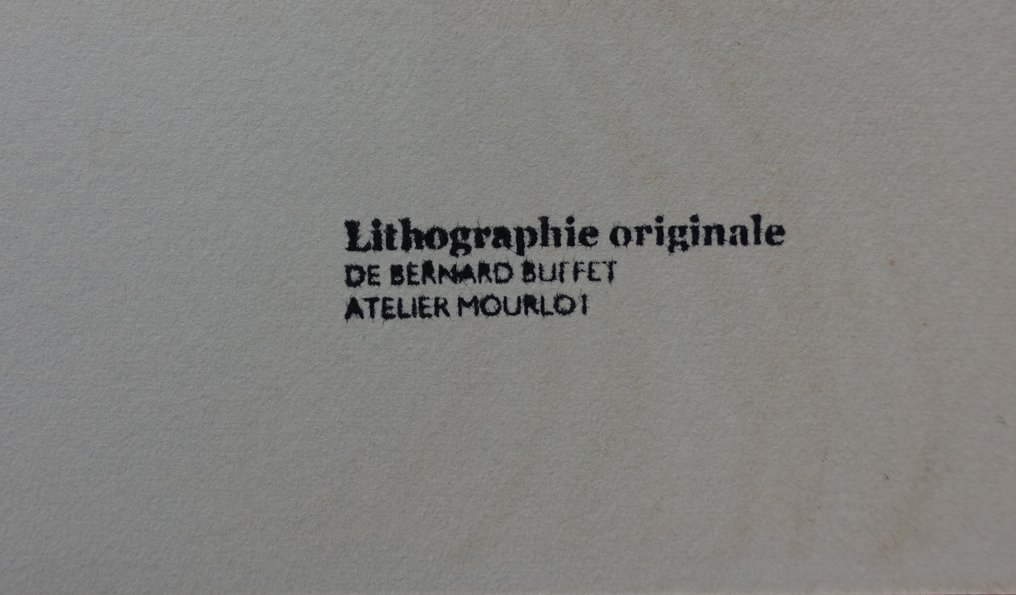 Lithographie originale
DE BERNARD BUFFET
ATELIER MOURLOT